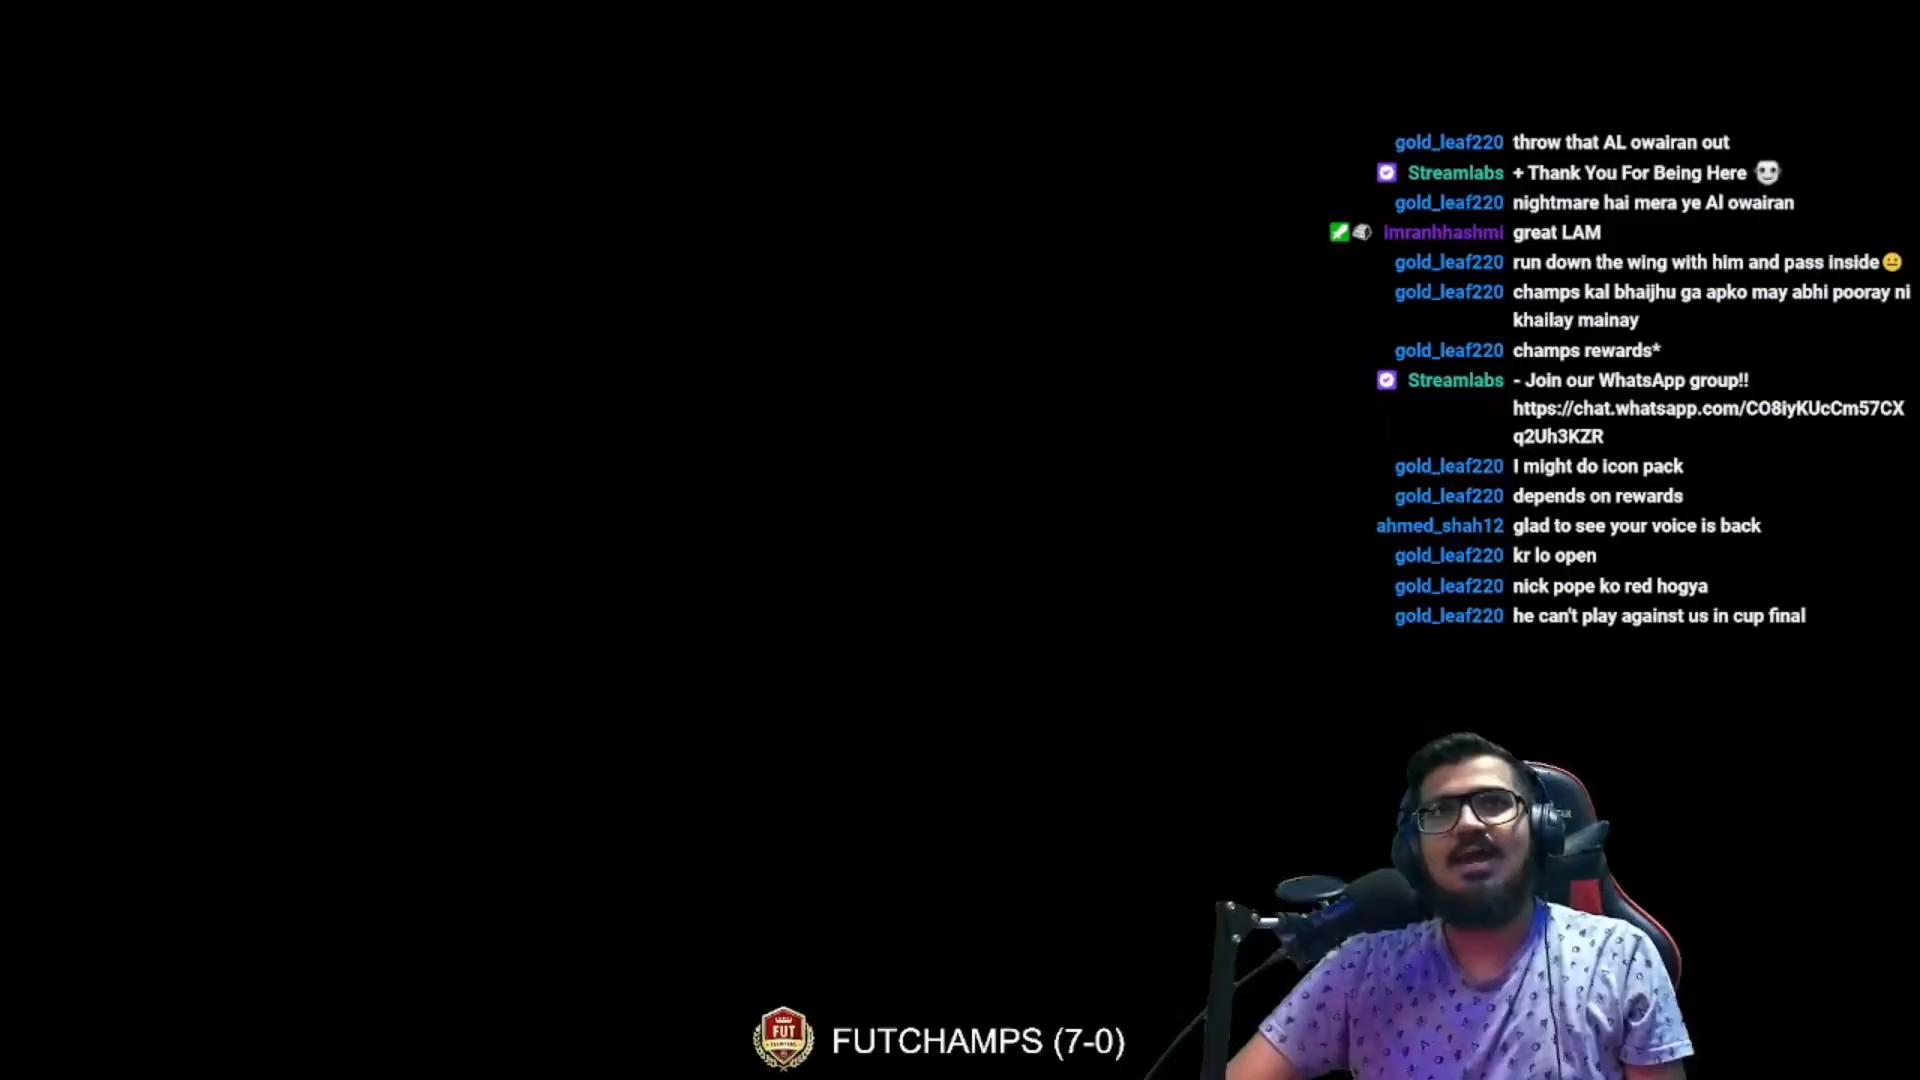 gold_leaf220 throw that AL owairan out
Streamlabs + Thank You For Being Here
gold_leaf220 nightmare hai mera ye Al owairan
Imranhhashmi great LAM
gold_leaf220 run down the wing with him and pass inside
gold_leaf220 champs kal bhaijhu ga apko may abhi pooray ni
khailay mainay
gold_leaf220 champs rewards*
Streamlabs - Join our WhatsApp group!!
https://chat.whatsapp.com/CO8iyKUcCm57CX
q2Uh3KZR
gold_leaf220 I might do icon pack
gold_leaf220 depends on rewards
ahmed_shah12 glad to see your voice is back
gold_leaf220 kr lo open
gold_leaf220 nick pope ko red hogya
gold_leaf220 he can't play against us in cup final
FUT
FUTCHAMPS (7-0)